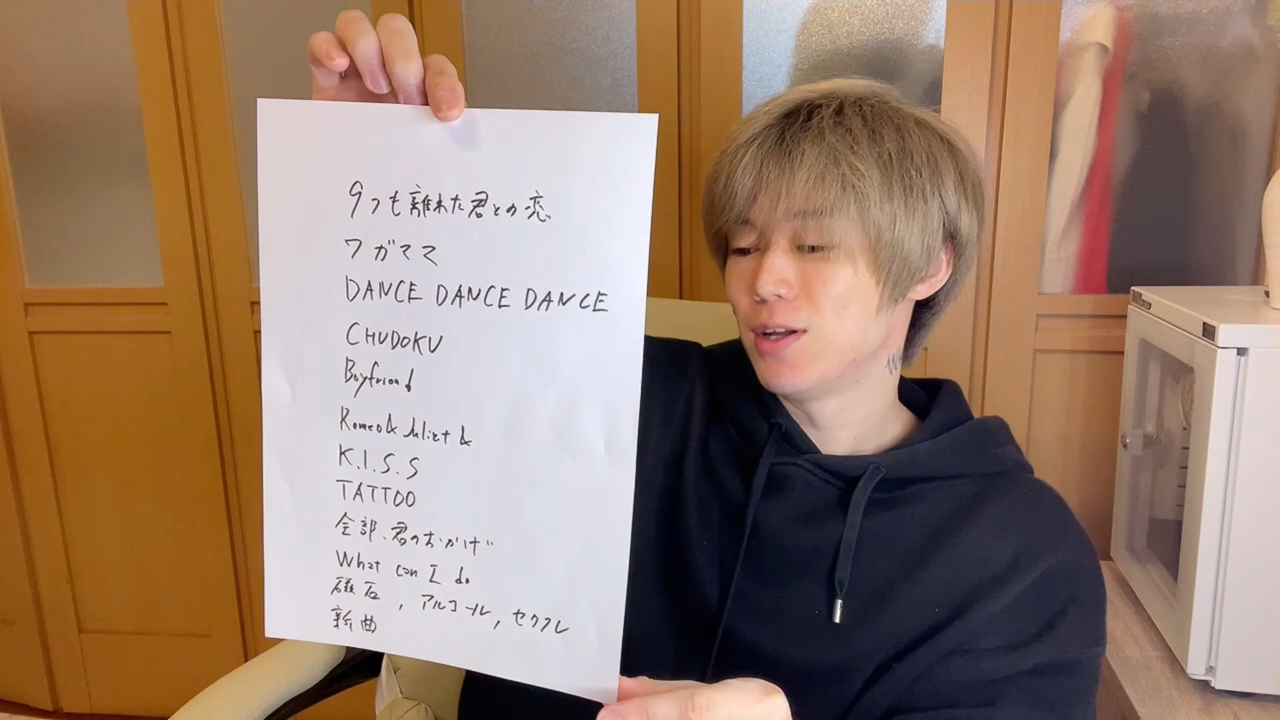 9つも離れた君との恋
ワガママ
DANCE DANCE DANCE
CHUDOKU
Boyfriend
Romeo & Juliet &
K.I.S.S
TATTOO
全部、君のおかげ
What can I do
磁石 , アルコール, セクフレ
新曲